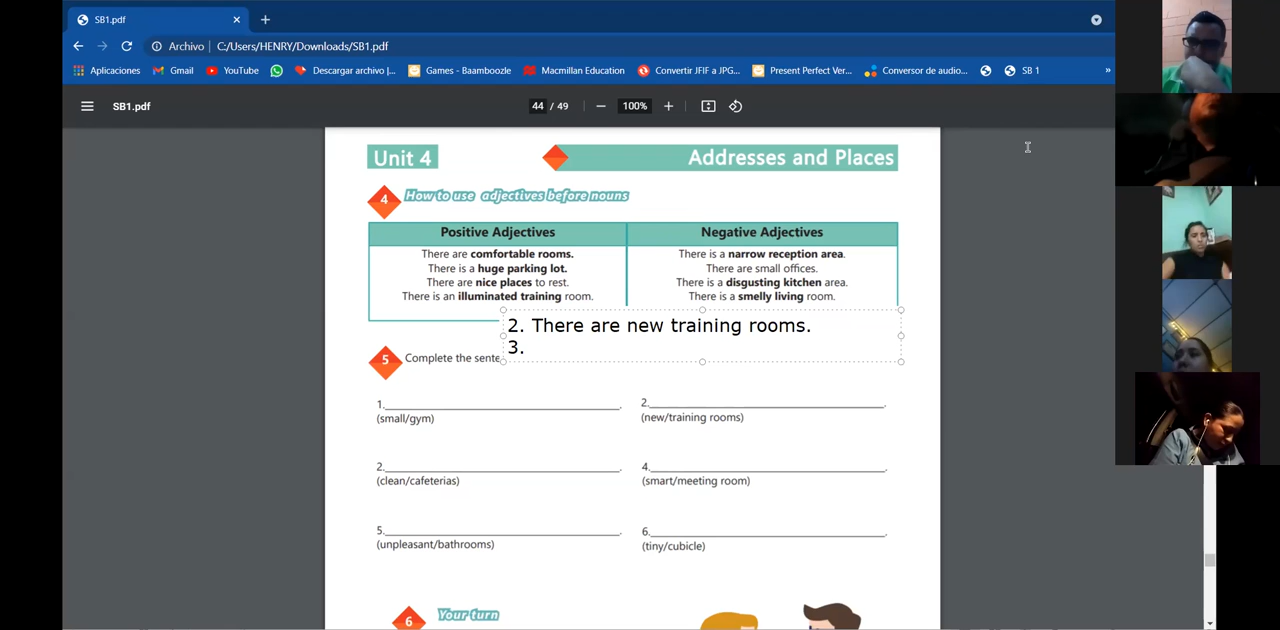 SB1.pdf
Archivo C:/Users/HENRY/Downloads/SB1.pdf
Aplicaciones Gmail YouTube Descargar archivo |... Games - Baamboozle Macmillan Education Convertir JFIF a JPG... Present Perfect Ver... Conversor de audio... SB 1 »
SB1.pdf 44 / 49 100%
Unit 4 Addresses and Places
4 How to use adjectives before nouns
Positive Adjectives Negative Adjectives
There are comfortable rooms. There is a narrow reception area.
There is a huge parking lot. There are small offices.
There are nice places to rest. There is a disgusting kitchen area.
There is an illuminated training room. There is a smelly living room.
2. There are new training rooms.
3.
5 Complete the sente
1.____________. 2.____________.
(small/gym) (new/training rooms)
2.____________. 4.____________.
(clean/cafeterias) (smart/meeting room)
5.____________. 6.____________.
(unpleasant/bathrooms) (tiny/cubicle)
6 Your turn